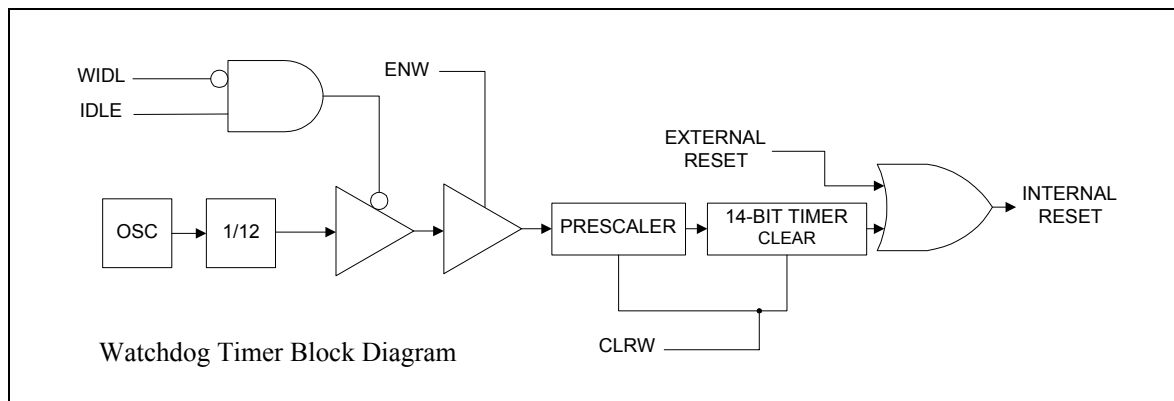 WIDL
IDLE
ENW
EXTERNAL
RESET
INTERNAL
RESET
OSC
1/12
PRESCALER
14-BIT TIMER
CLEAR
CLRW
Watchdog Timer Block Diagram